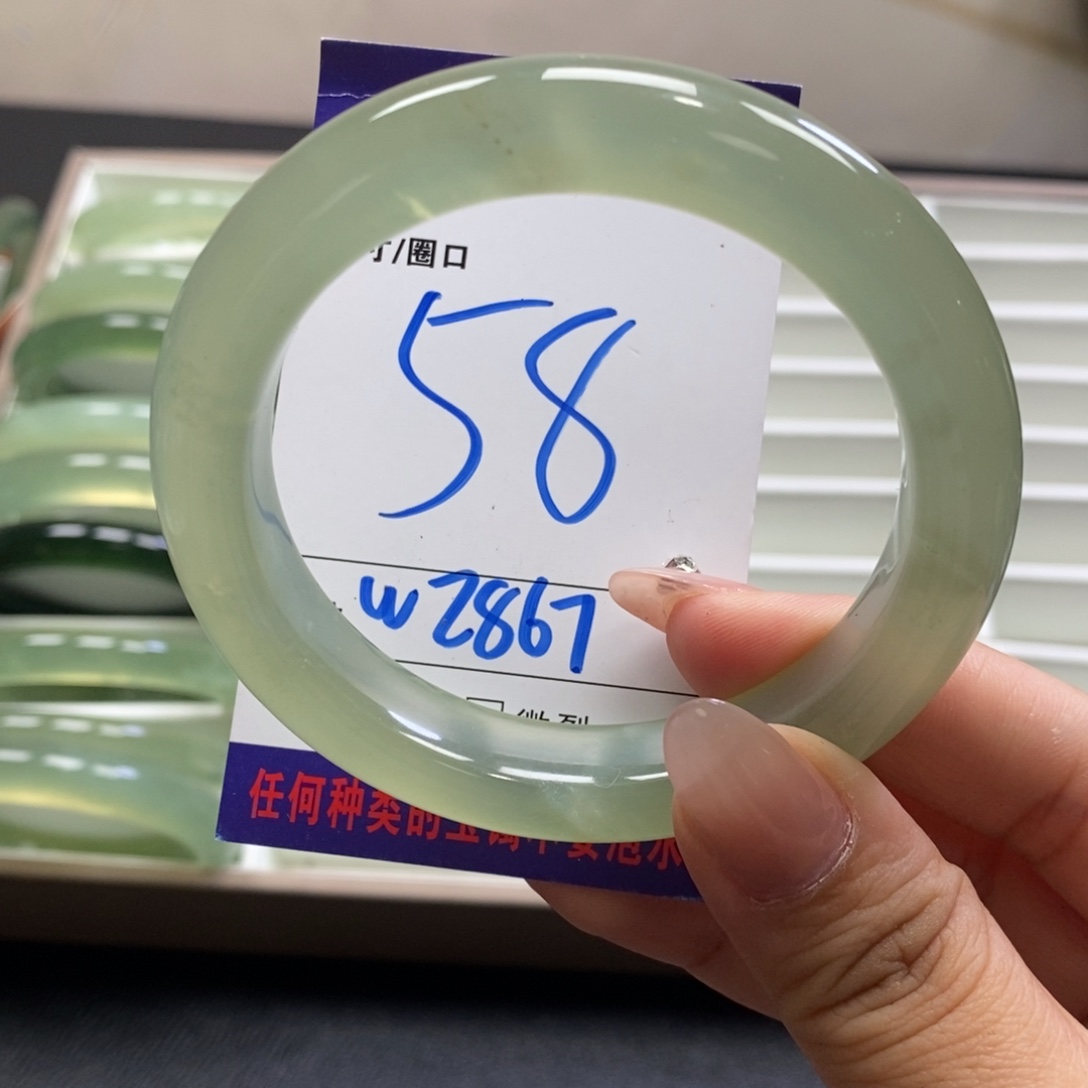 寸/圈口
58
w2867
微裂
任何种类的玉镯不要泡水